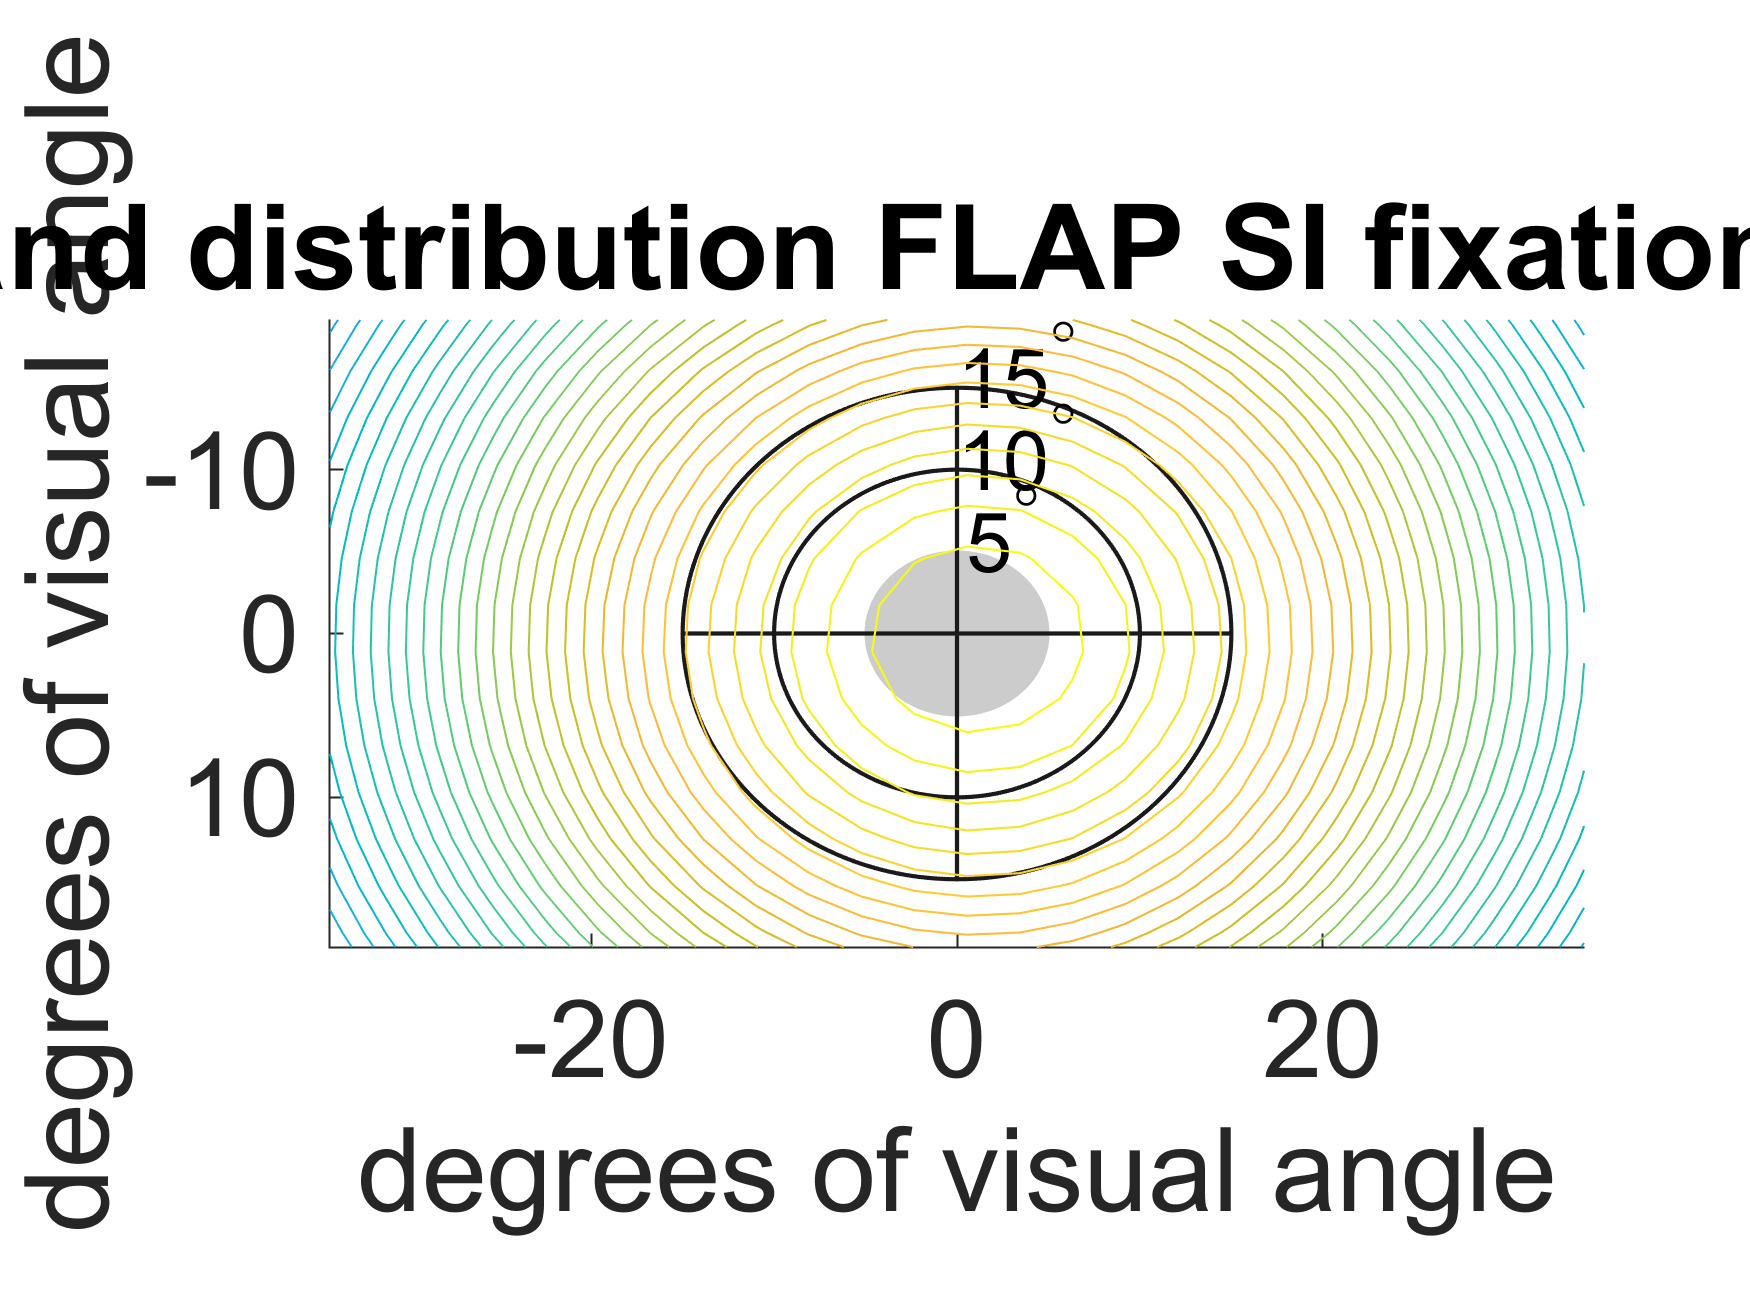 nd distribution FLAP SI fixation
degrees of visual angle
15°
10°
5°
-10
0
10
-20 0 20
degrees of visual angle